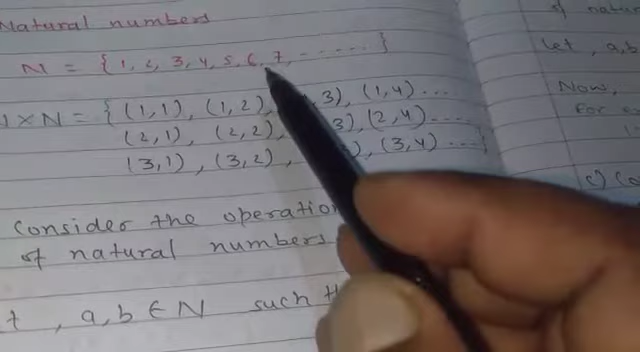 Natural numbers
N = { 1, 2, 3, 4, 5, 6, 7, ...... }
× N = { (1,1), (1,2), ,3), (1,4) ...
(2,1), (2,2), 3), (2,4) ....
(3,1), (3,2), ), (3,4) ... }
Consider the operation
of natural numbers
, a,b ∈ N such
of natur
let, a,b
Now,
for
c)